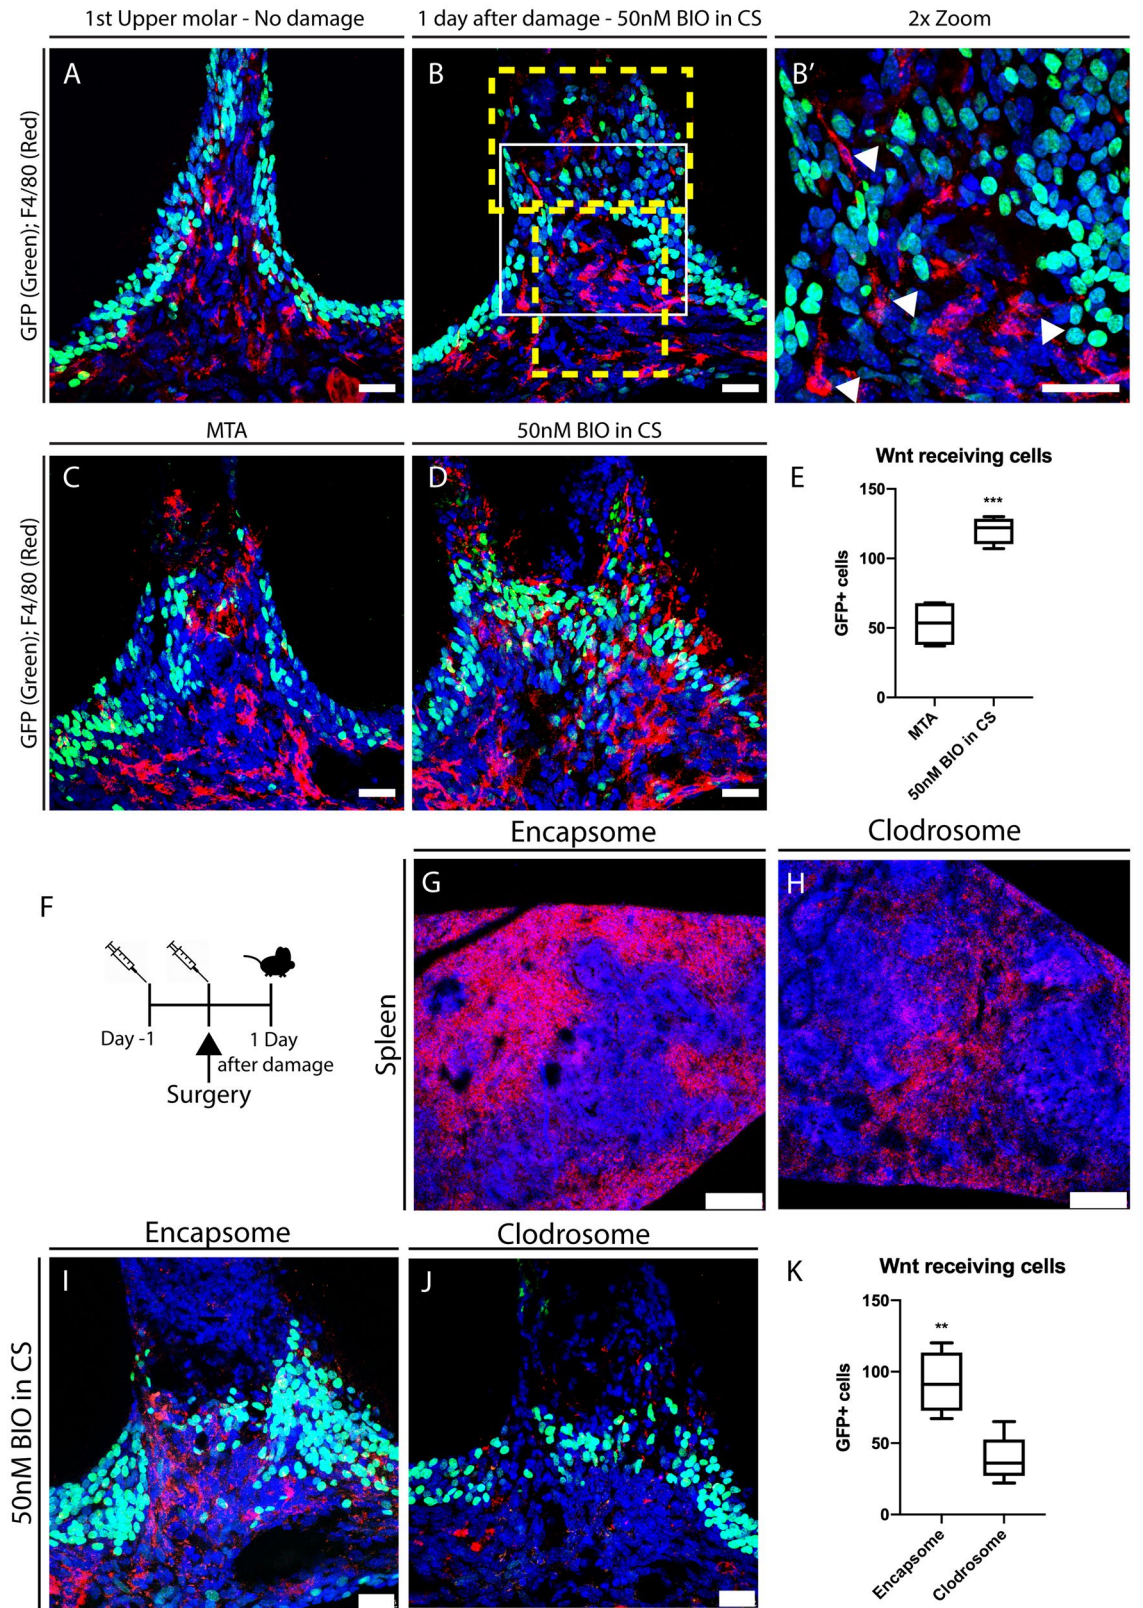 1st Upper molar - No damage
1 day after damage - 50nM BIO in CS
2x Zoom
GFP (Green); F4/80 (Red)
A
B
B'
MTA
50nM BIO in CS
GFP (Green); F4/80 (Red)
C
D
E
Wnt receiving cells
150
100
50
0
GFP+ cells
***
MTA
50nM BIO in CS
Encapsome
Clodrosome
F
Day -1
1 Day
after damage
Surgery
Spleen
G
H
Encapsome
Clodrosome
50nM BIO in CS
I
J
K
Wnt receiving cells
150
100
50
0
GFP+ cells
**
Encapsome
Clodrosome